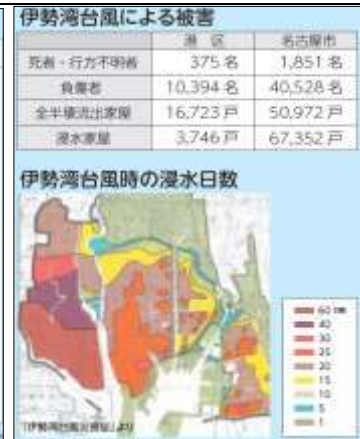 伊勢湾台風による被害
港区 名古屋市
死者・行方不明者 375名 1,851名
負傷者 10,394名 40,528名
全半壊流出家屋 16,723戸 50,972戸
浸水家屋 3,746戸 67,352戸
伊勢湾台風時の浸水日数
60
40
30
25
20
15
10
5
1
「伊勢湾台風災害誌」より